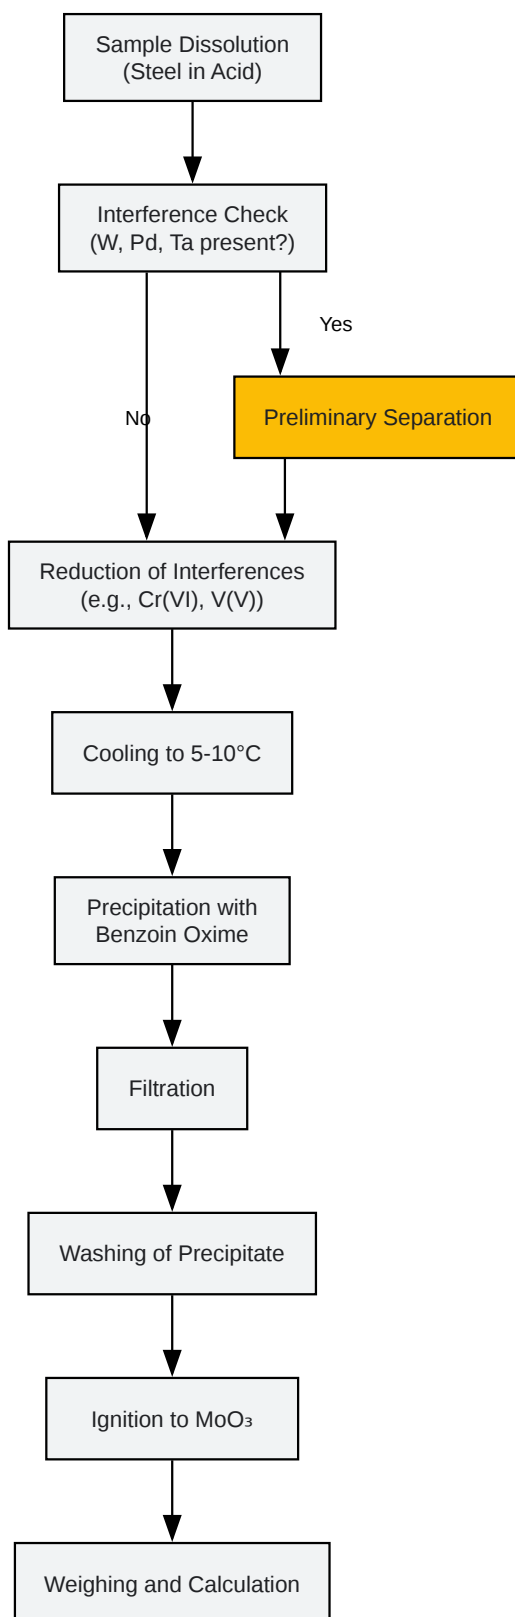 Sample Dissolution
(Steel in Acid)
Interference Check
(W, Pd, Ta present?)
Yes
No
Preliminary Separation
Reduction of Interferences
(e.g., Cr(VI), V(V))
Cooling to 5-10°C
Precipitation with
Benzoin Oxime
Filtration
Washing of Precipitate
Ignition to MoO₃
Weighing and Calculation